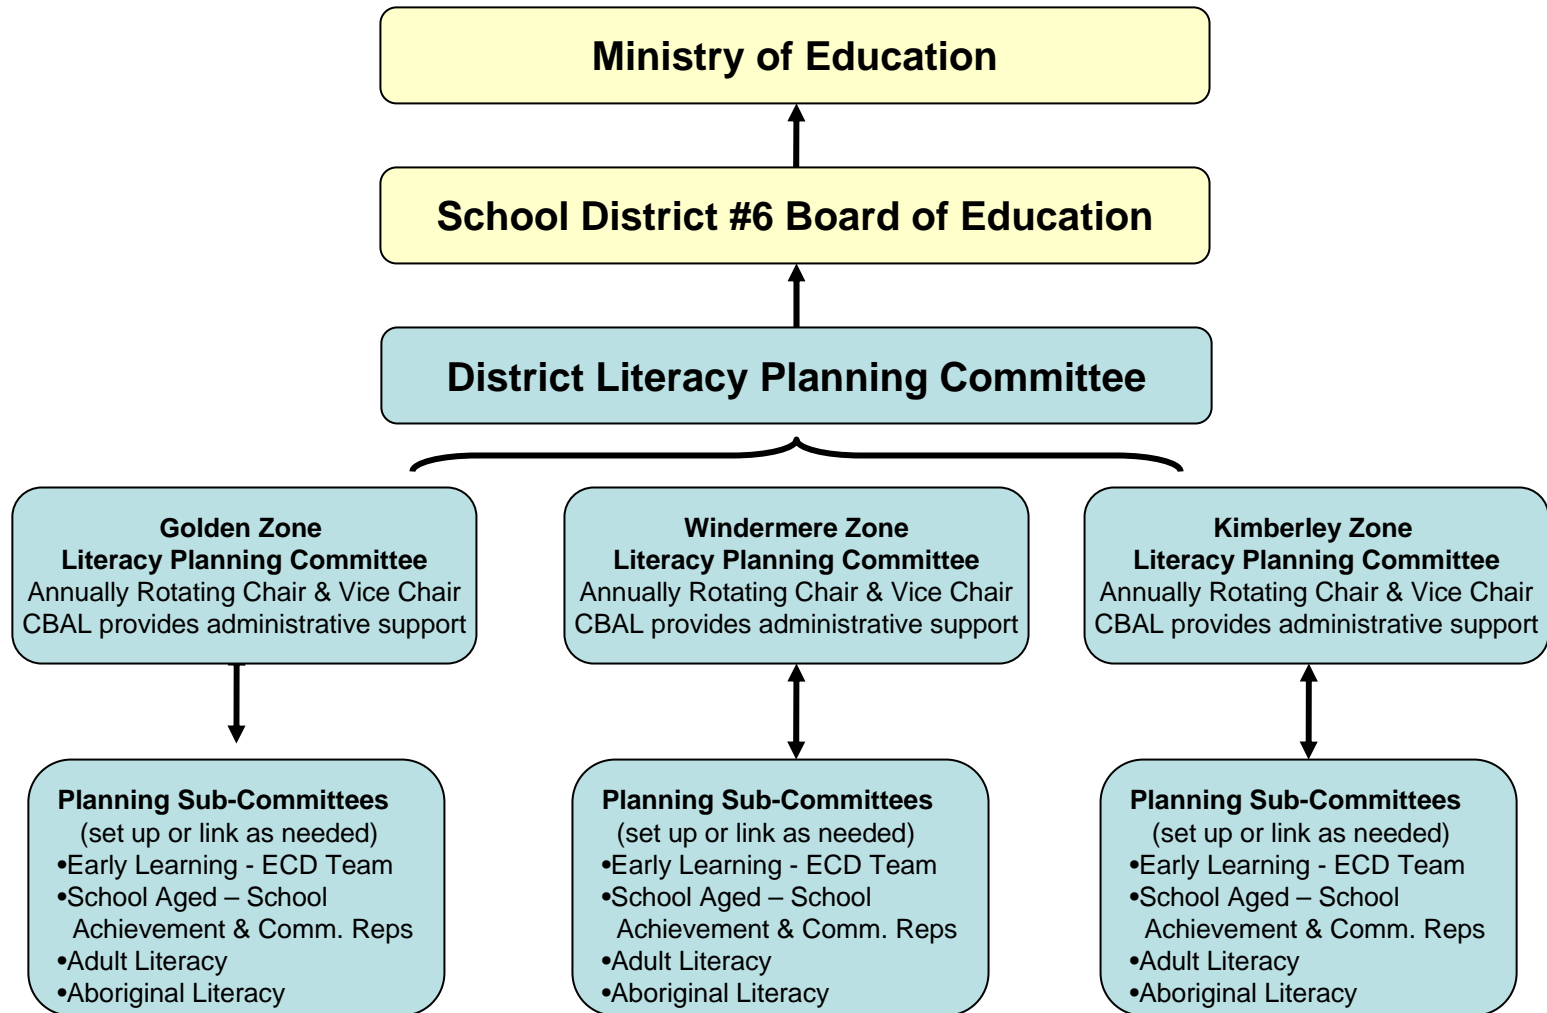 Ministry of Education
School District #6 Board of Education
District Literacy Planning Committee
Golden Zone
Literacy Planning Committee
Annually Rotating Chair & Vice Chair
CBAL provides administrative support
Windermere Zone
Literacy Planning Committee
Annually Rotating Chair & Vice Chair
CBAL provides administrative support
Kimberley Zone
Literacy Planning Committee
Annually Rotating Chair & Vice Chair
CBAL provides administrative support
Planning Sub-Committees
(set up or link as needed)
•Early Learning - ECD Team
•School Aged – School
Achievement & Comm. Reps
•Adult Literacy
•Aboriginal Literacy
Planning Sub-Committees
(set up or link as needed)
•Early Learning - ECD Team
•School Aged – School
Achievement & Comm. Reps
•Adult Literacy
•Aboriginal Literacy
Planning Sub-Committees
(set up or link as needed)
•Early Learning - ECD Team
•School Aged – School
Achievement & Comm. Reps
•Adult Literacy
•Aboriginal Literacy